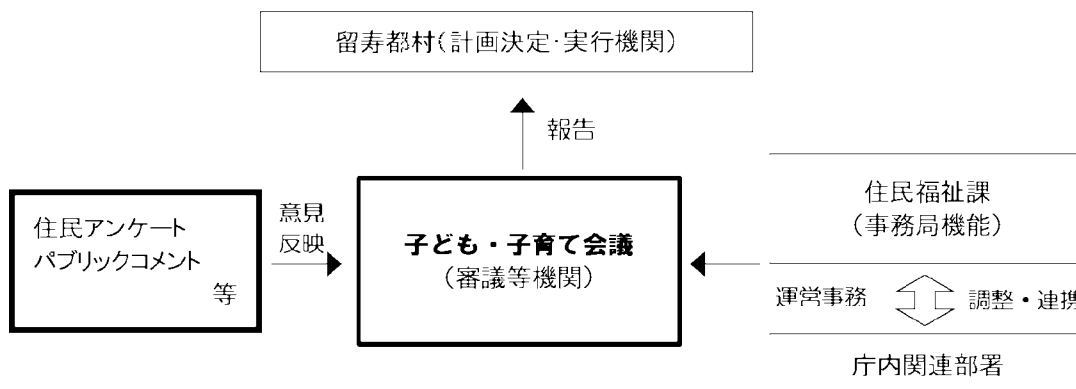 留寿都村(計画決定・実行機関)
報告
住民アンケート
パブリックコメント
等
意見
反映
子ども・子育て会議
(審議等機関)
住民福祉課
(事務局機能)
運営事務
調整・連携
庁内関連部署